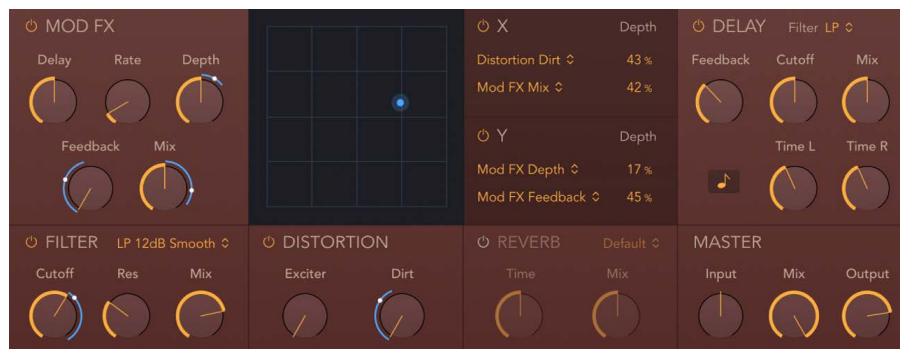 MOD FX
Delay Rate Depth
Feedback Mix
X Depth
Distortion Dirt 43 %
Mod FX Mix 42 %
Y Depth
Mod FX Depth 17 %
Mod FX Feedback 45 %
DELAY Filter LP
Feedback Cutoff Mix
Time L Time R
FILTER LP 12dB Smooth
Cutoff Res Mix
DISTORTION
Exciter Dirt
REVERB Default
Time Mix
MASTER
Input Mix Output